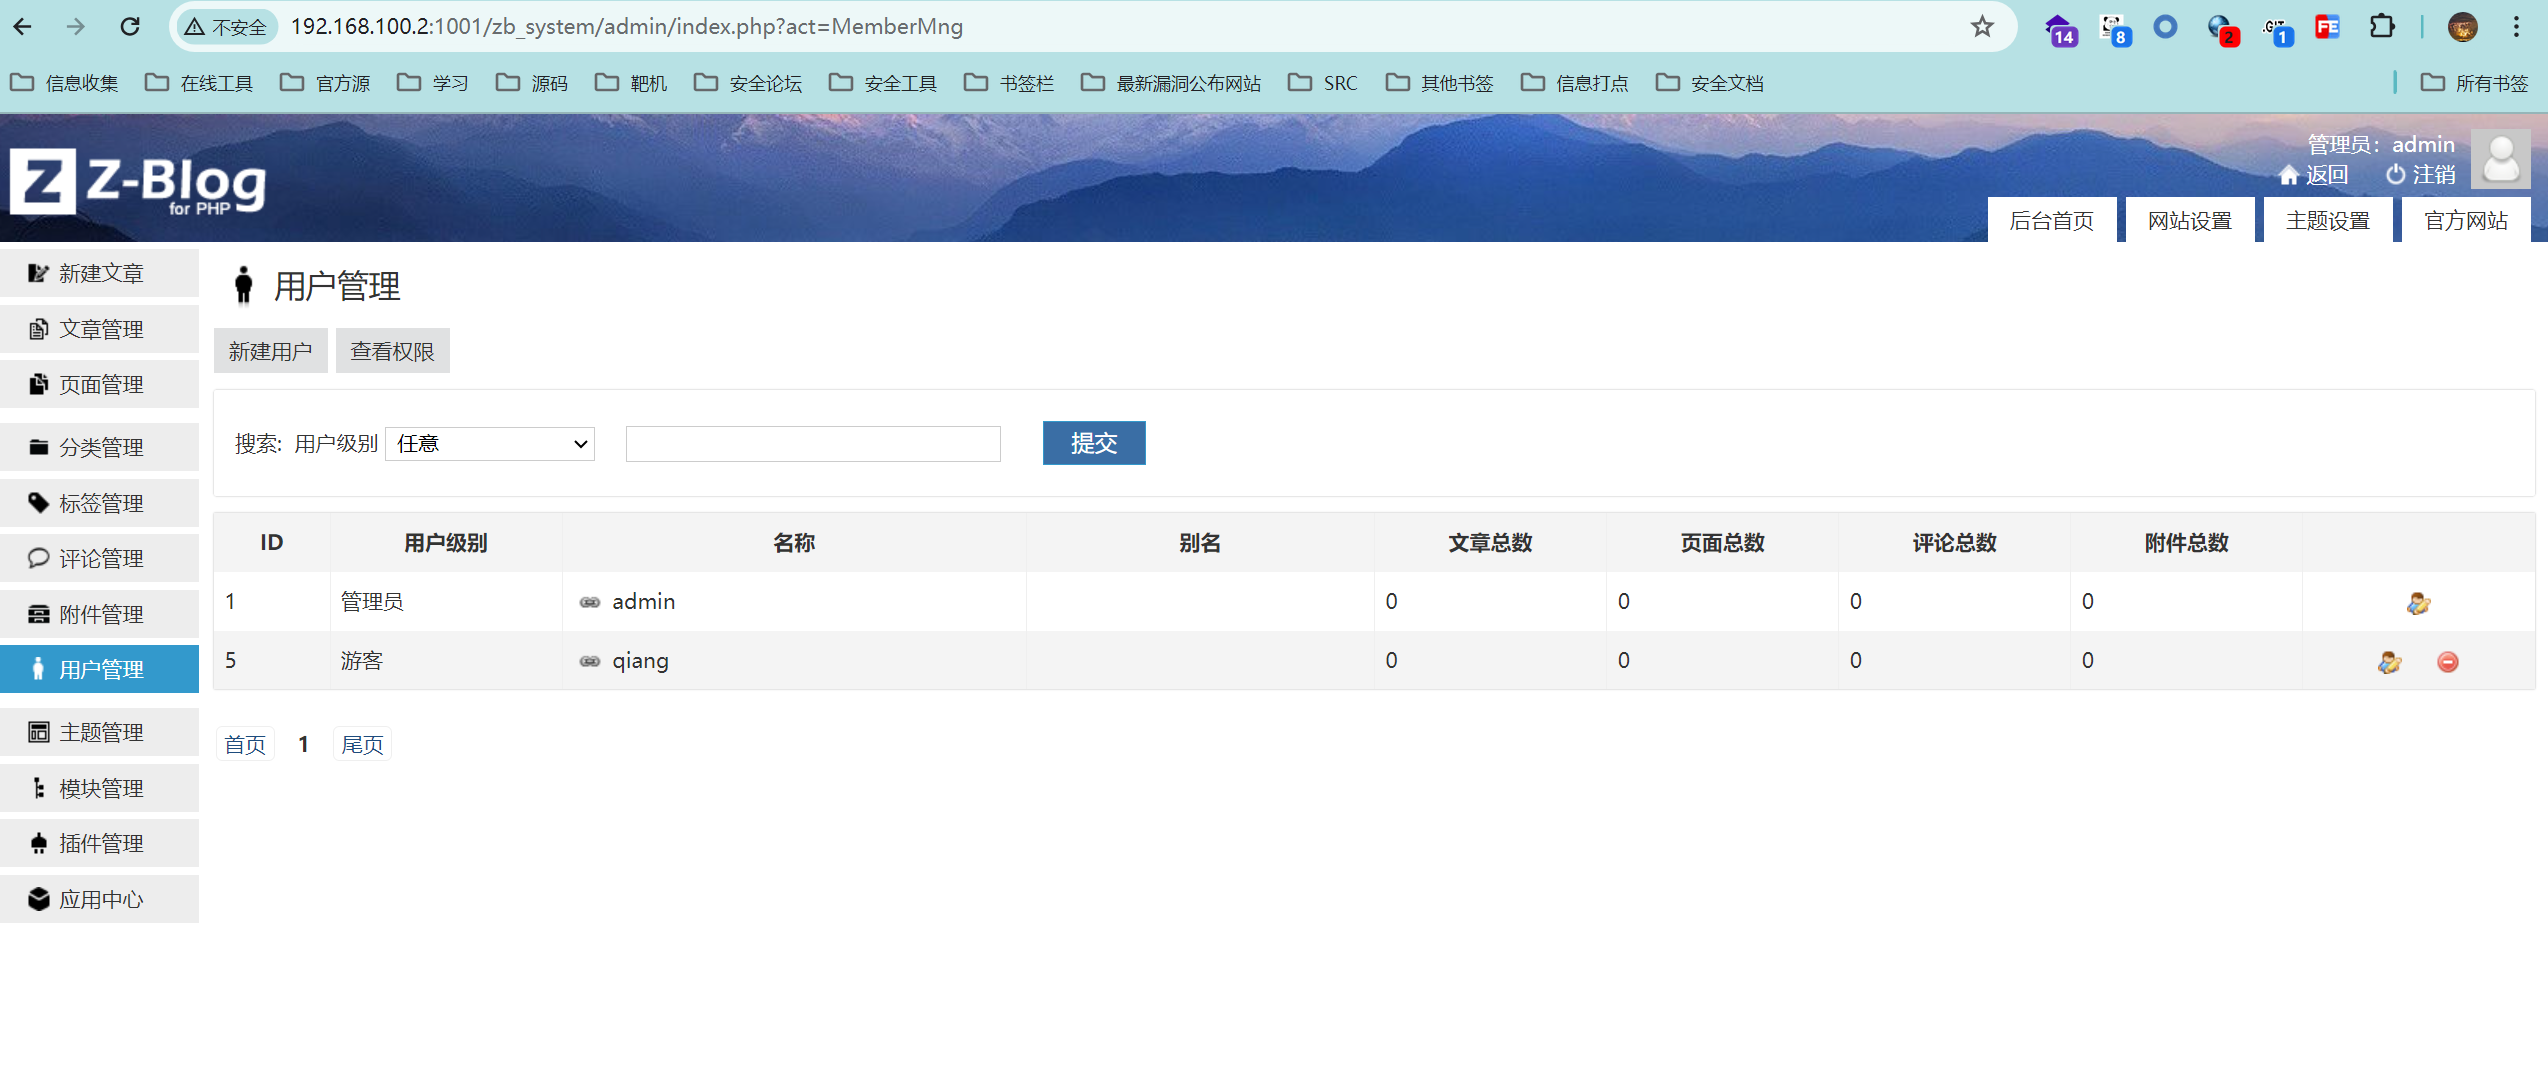 不安全 192.168.100.2:1001/zb_system/admin/index.php?act=MemberMng 14 8 2 .GIT 1 FE
信息收集 在线工具 官方源 学习 源码 靶机 安全论坛 安全工具 书签栏 最新漏洞公布网站 SRC 其他书签 信息打点 安全文档 所有书签
Z Z-Blog
for PHP
管理员：admin
返回 注销
后台首页 网站设置 主题设置 官方网站
新建文章
文章管理
页面管理
分类管理
标签管理
评论管理
附件管理
用户管理
主题管理
模块管理
插件管理
应用中心
用户管理
新建用户 查看权限
搜索: 用户级别 任意 提交
ID 用户级别 名称 别名 文章总数 页面总数 评论总数 附件总数
1 管理员 admin 0 0 0 0
5 游客 qiang 0 0 0 0
首页 1 尾页